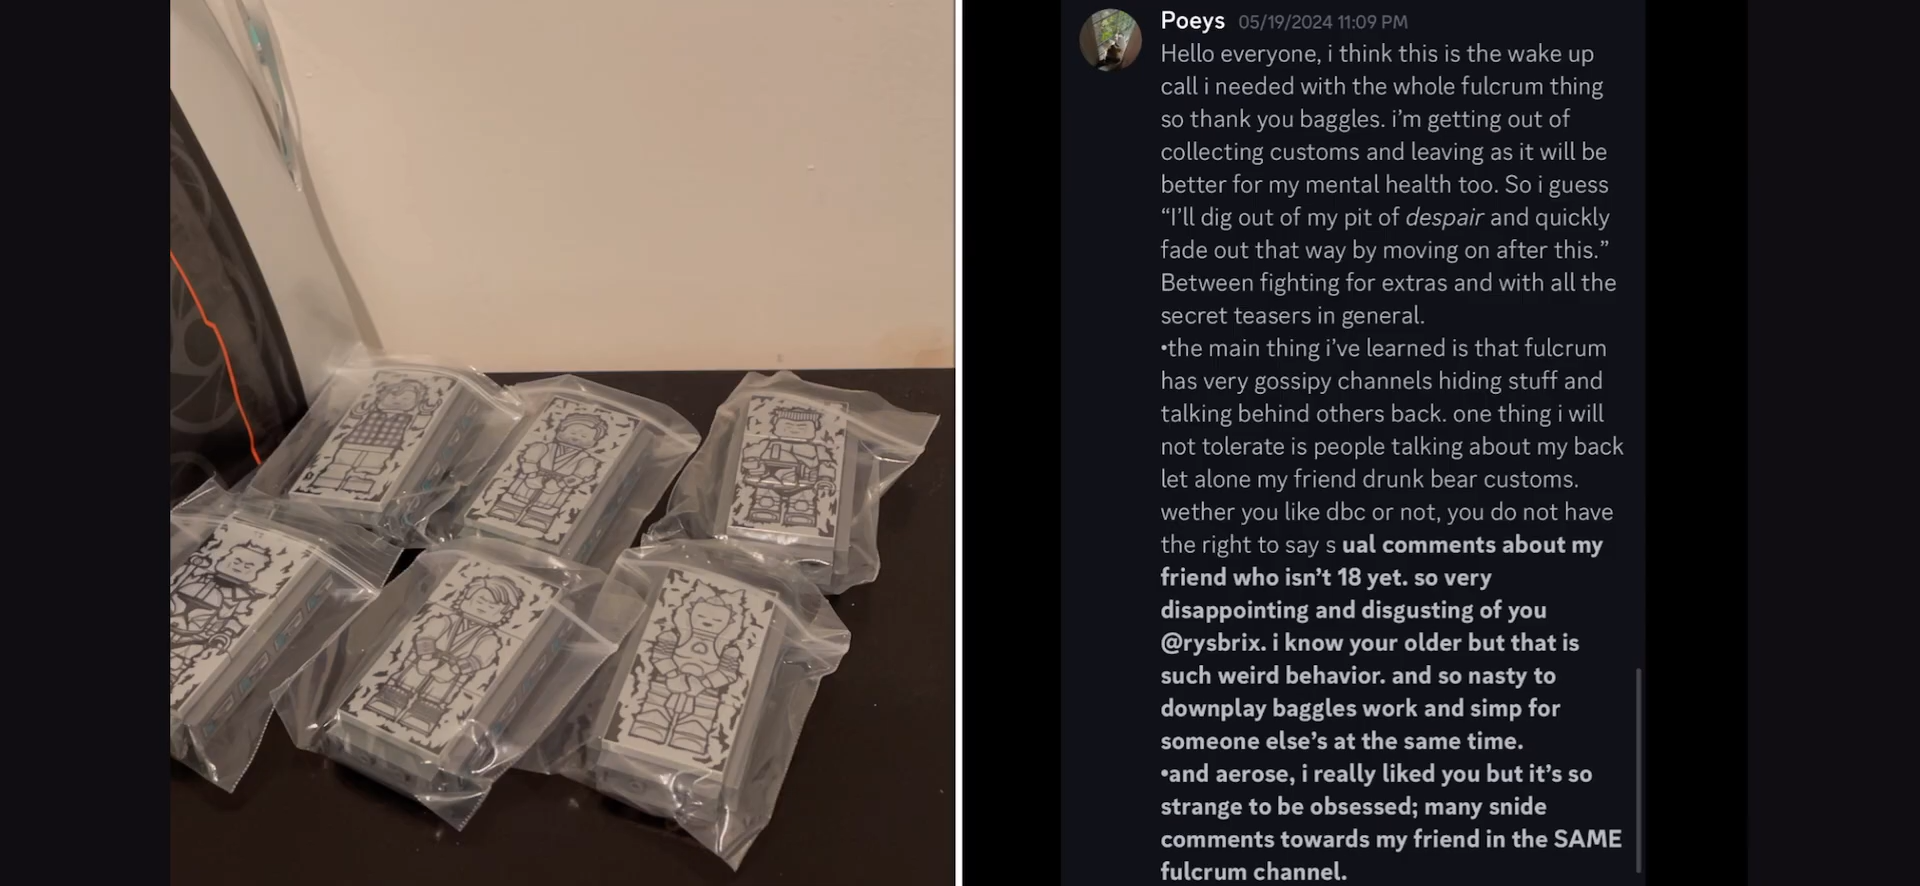 Poeys 05/19/2024 11:09 PM
Hello everyone, i think this is the wake up
call i needed with the whole fulcrum thing
so thank you baggles. i'm getting out of
collecting customs and leaving as it will be
better for my mental health too. So i guess
“I'll dig out of my pit of despair and quickly
fade out that way by moving on after this.”
Between fighting for extras and with all the
secret teasers in general.
•the main thing i've learned is that fulcrum
has very gossipy channels hiding stuff and
talking behind others back. one thing i will
not tolerate is people talking about my back
let alone my friend drunk bear customs.
wether you like dbc or not, you do not have
the right to say s ual comments about my
friend who isn't 18 yet. so very
disappointing and disgusting of you
@rysbrix. i know your older but that is
such weird behavior. and so nasty to
downplay baggles work and simp for
someone else's at the same time.
•and aerose, i really liked you but it's so
strange to be obsessed; many snide
comments towards my friend in the SAME
fulcrum channel.